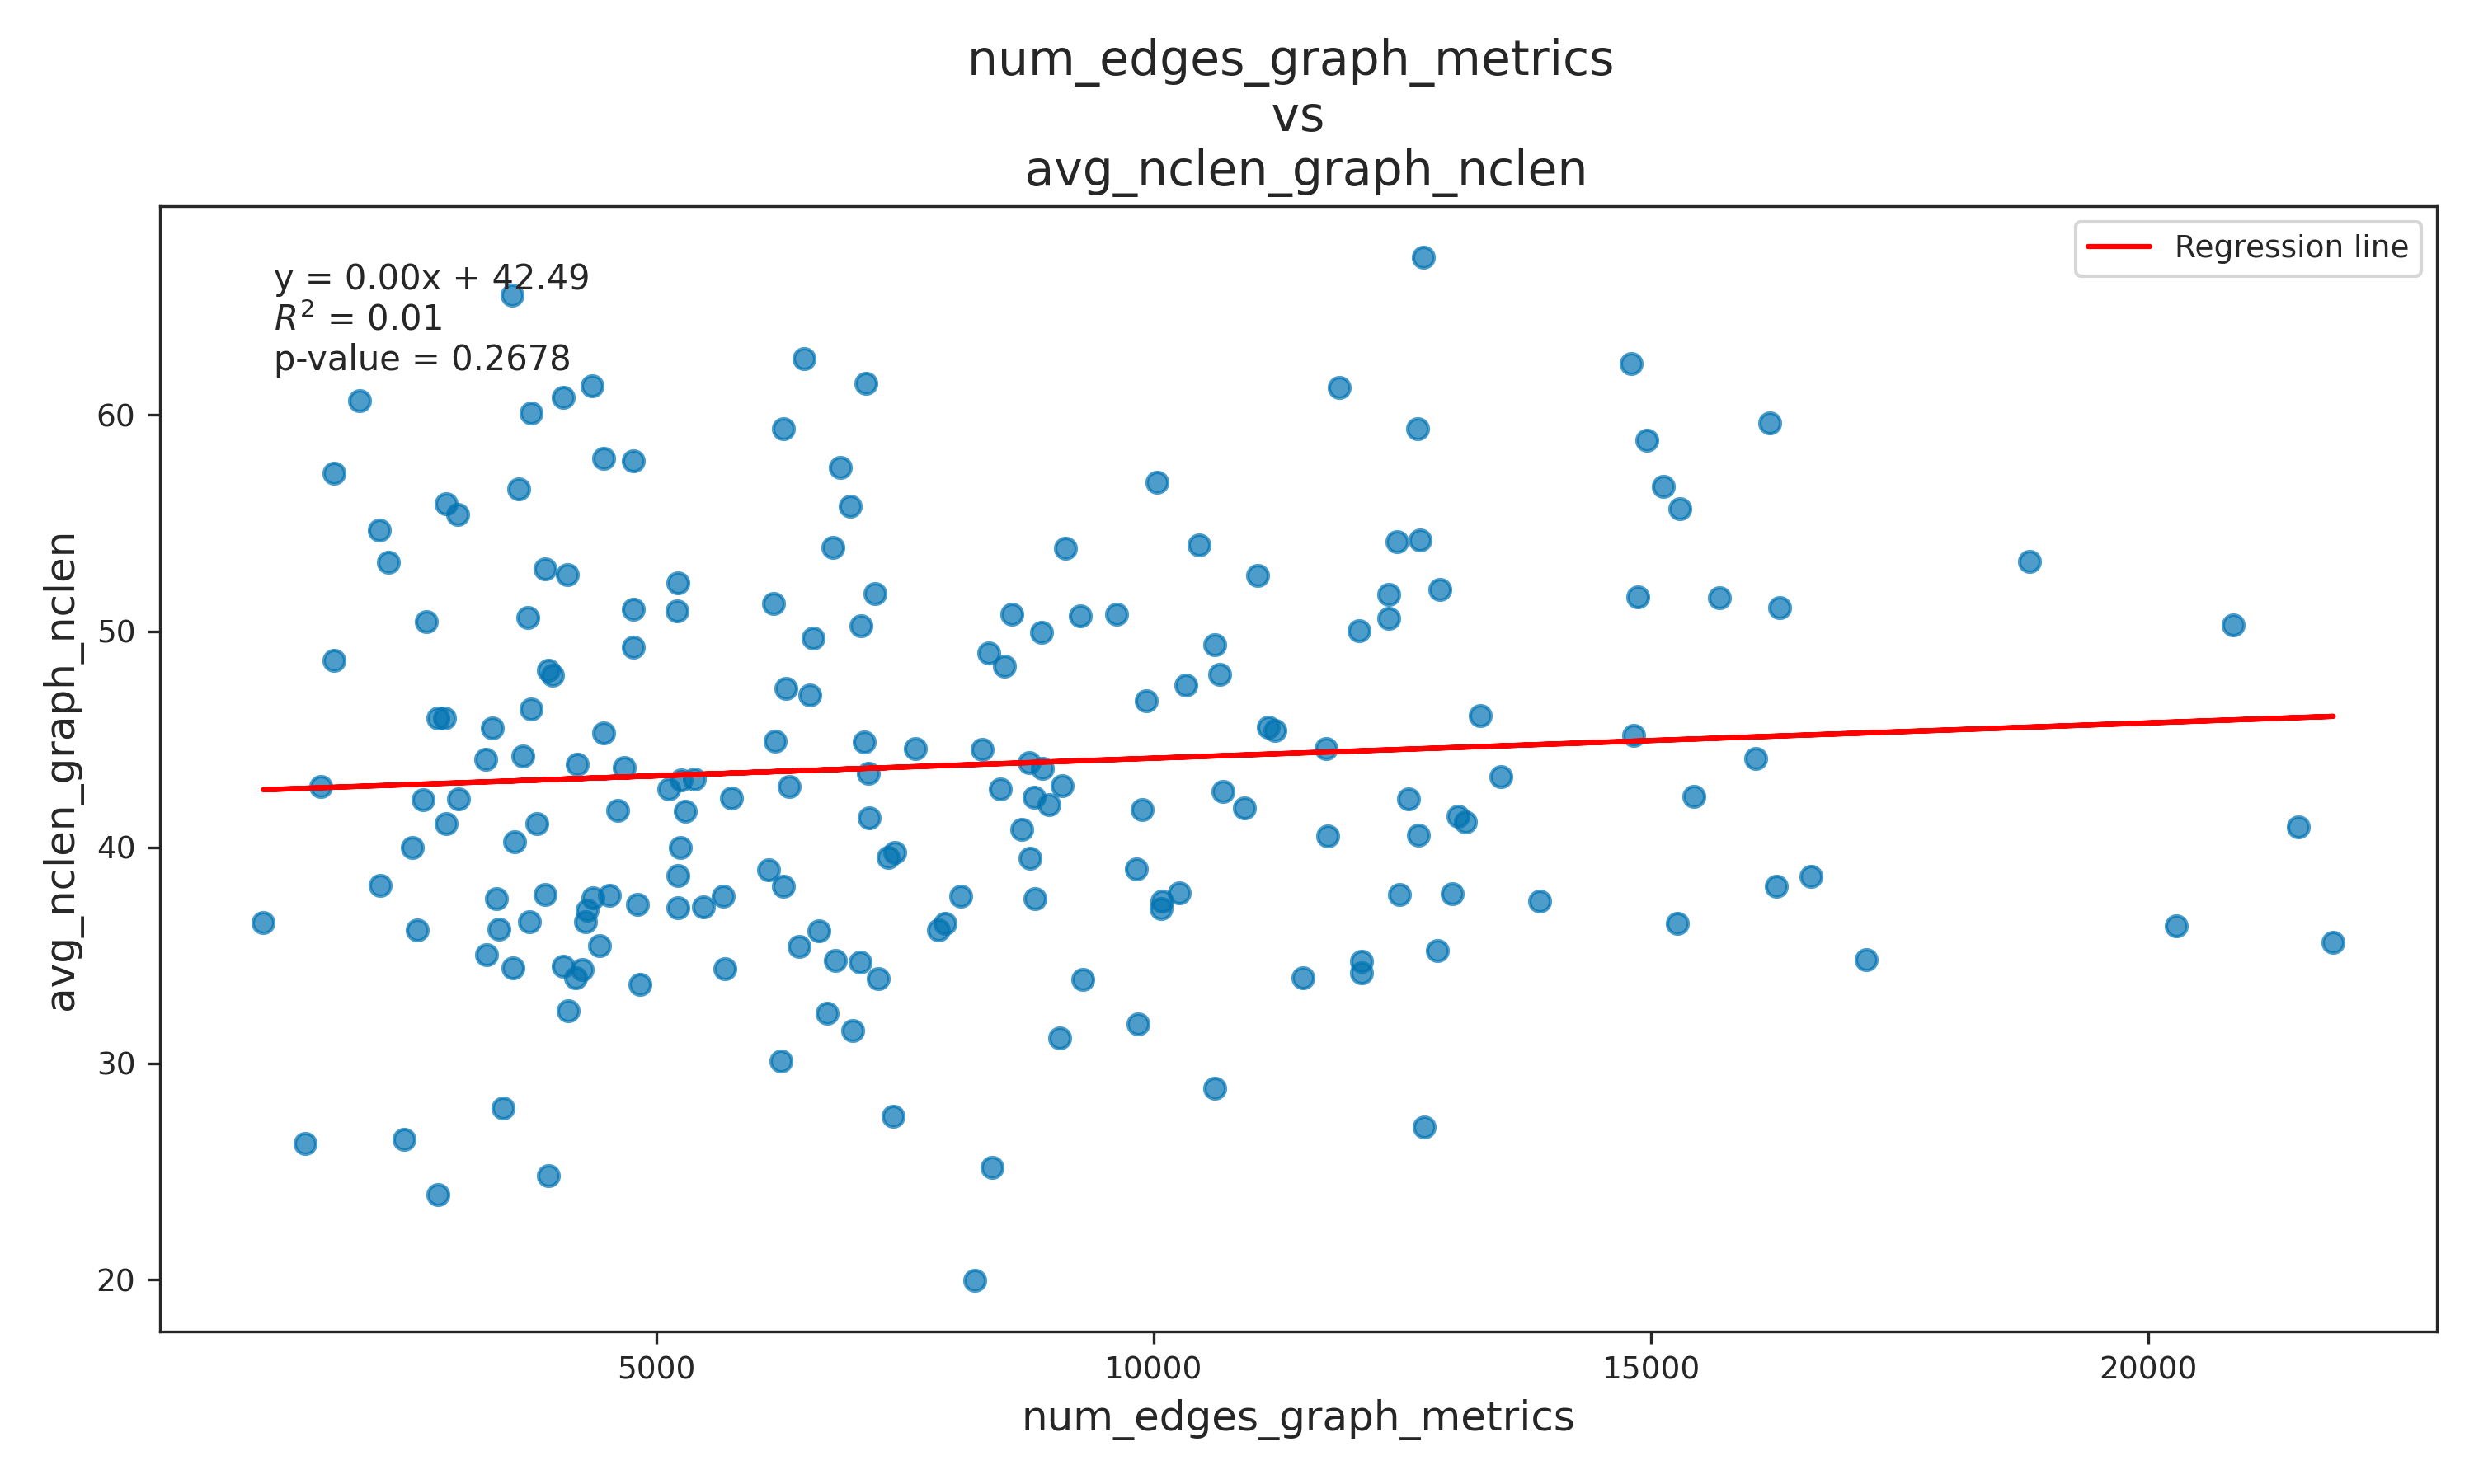 num_edges_graph_metrics
vs
avg_nclen_graph_nclen
y = 0.00x + 42.49
R² = 0.01
p-value = 0.2678
Regression line
60
50
40
30
20
avg_nclen_graph_nclen
5000 10000 15000 20000
num_edges_graph_metrics